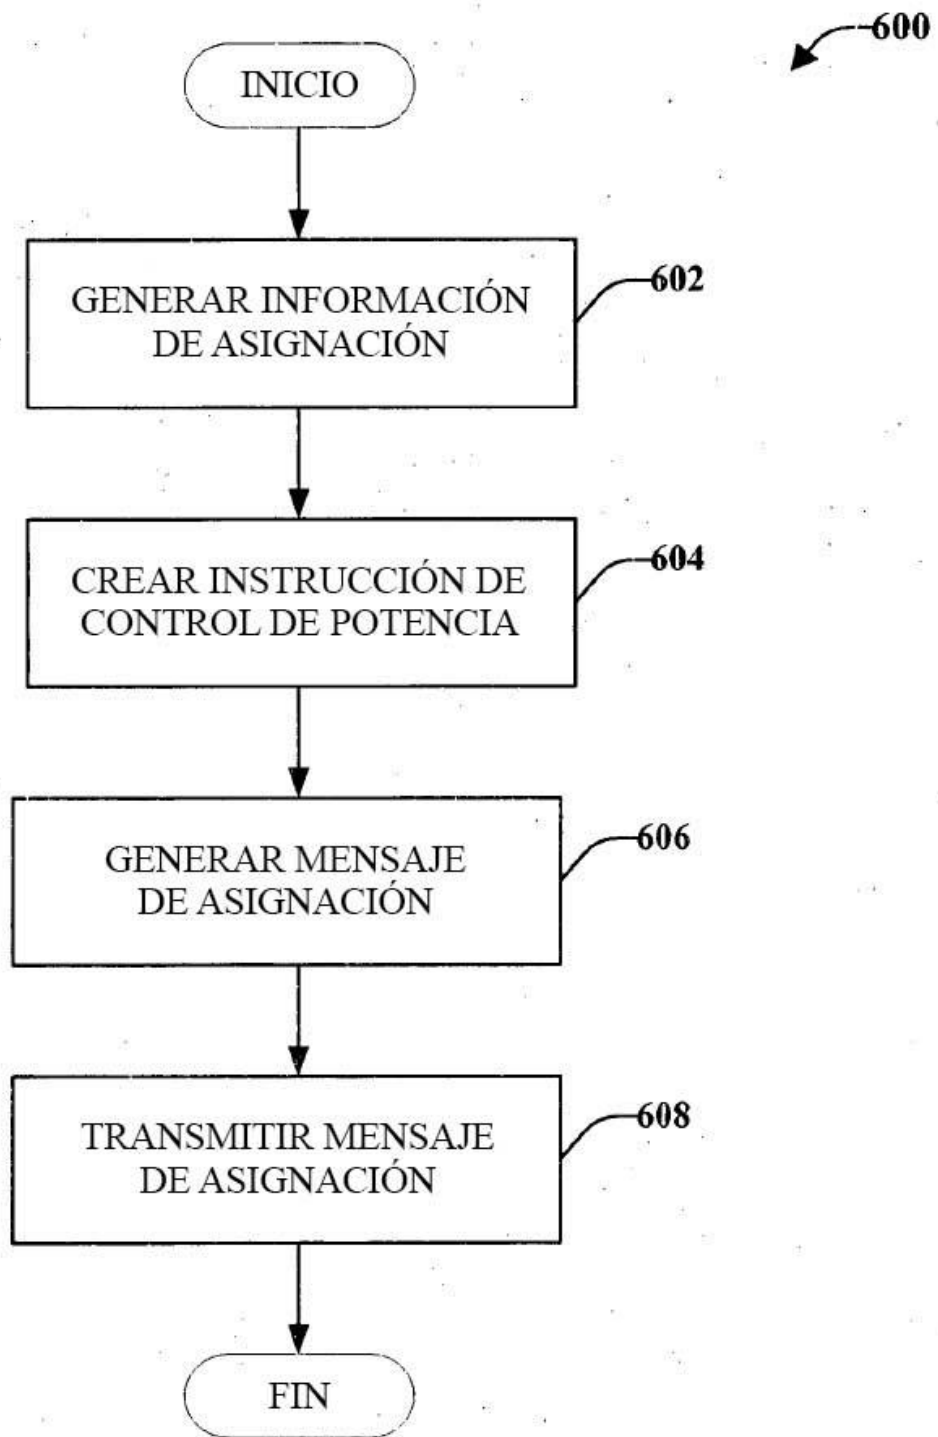 600
INICIO
GENERAR INFORMACIÓN
DE ASIGNACIÓN
602
CREAR INSTRUCCIÓN DE
CONTROL DE POTENCIA
604
GENERAR MENSAJE
DE ASIGNACIÓN
606
TRANSMITIR MENSAJE
DE ASIGNACIÓN
608
FIN